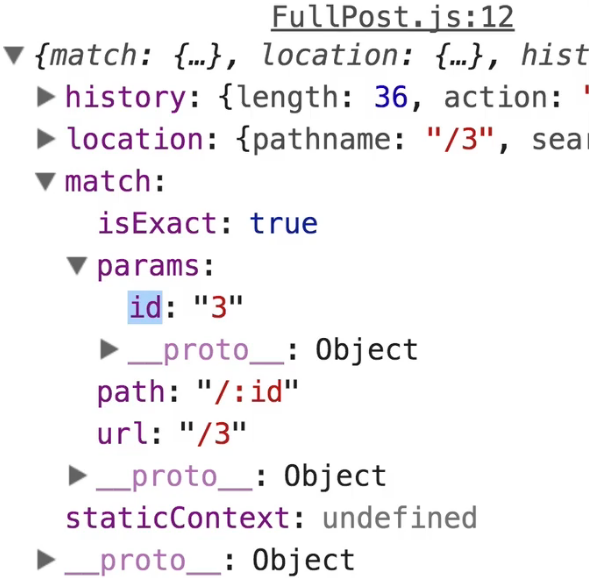 FullPost.js:12
▼{match: {…}, location: {…}, hist
▶history: {length: 36, action: "
▶location: {pathname: "/3", sear
▼match:
isExact: true
▼params:
id: "3"
▶__proto__: Object
path: "/:id"
url: "/3"
▶__proto__: Object
staticContext: undefined
▶__proto__: Object